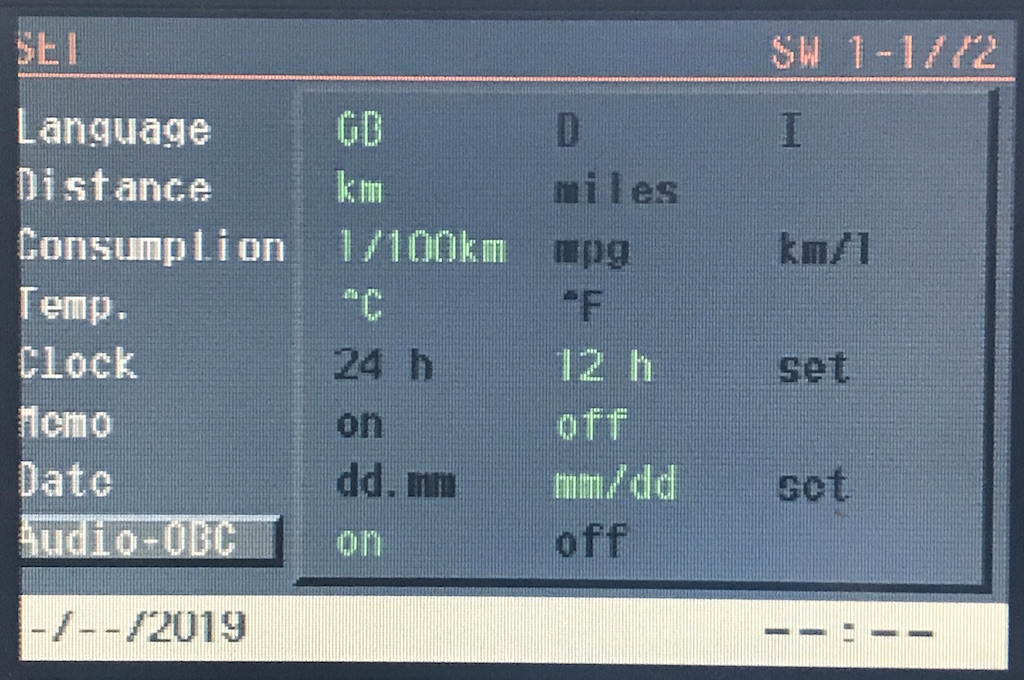 SET SW 1-1/72
Language GB D I
Distance km miles
Consumption l/100km mpg km/l
Temp. °C °F
Clock 24 h 12 h set
Memo on off
Date dd.mm mm/dd set
Audio-OBC on off
-/--/2019 --:--